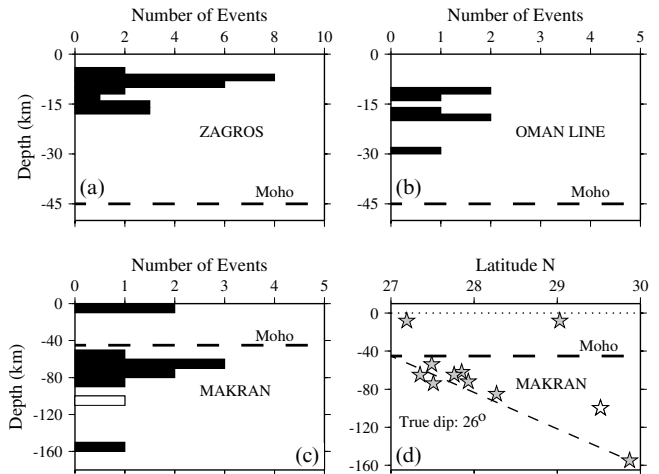 Number of Events
0 2 4 6 8 10
0
-15
-30
-45
Depth (km)
ZAGROS
Moho
(a)
Number of Events
0 1 2 3 4 5
0
-15
-30
-45
OMAN LINE
Moho
(b)
Number of Events
0 1 2 3 4 5
0
-40
-80
-120
-160
Depth (km)
Moho
MAKRAN
(c)
Latitude N
27 28 29 30
0
-40
-80
-120
-160
Moho
MAKRAN
True dip: 26°
(d)